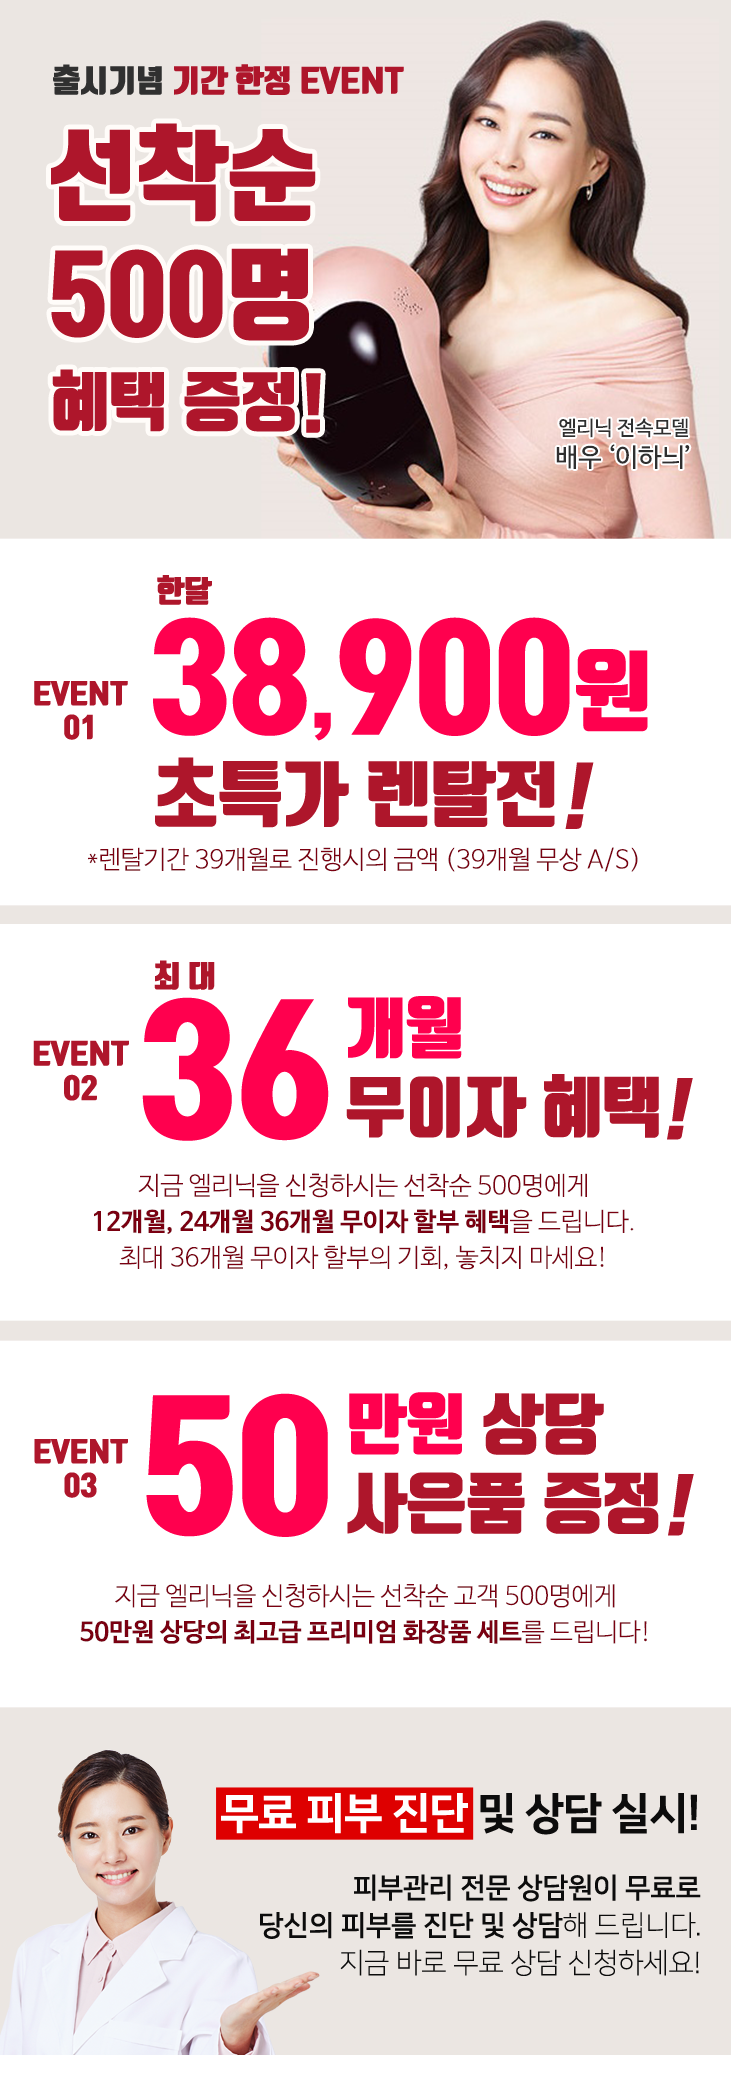 출시기념 기간 한정 EVENT
선착순
500명
혜택 증정!
엘리닉 전속모델
배우 ‘이하늬’
한달
EVENT
01
38,900원
초특가 렌탈전!
*렌탈기간 39개월로 진행시의 금액 (39개월 무상 A/S)
최 대
EVENT
02
36 개월
무이자 혜택!
지금 엘리닉을 신청하시는 선착순 500명에게
12개월, 24개월 36개월 무이자 할부 혜택을 드립니다.
최대 36개월 무이자 할부의 기회, 놓치지 마세요!
EVENT
03
50 만원 상당
사은품 증정!
지금 엘리닉을 신청하시는 선착순 고객 500명에게
50만원 상당의 최고급 프리미엄 화장품 세트를 드립니다!
무료 피부 진단 및 상담 실시!
피부관리 전문 상담원이 무료로
당신의 피부를 진단 및 상담해 드립니다.
지금 바로 무료 상담 신청하세요!